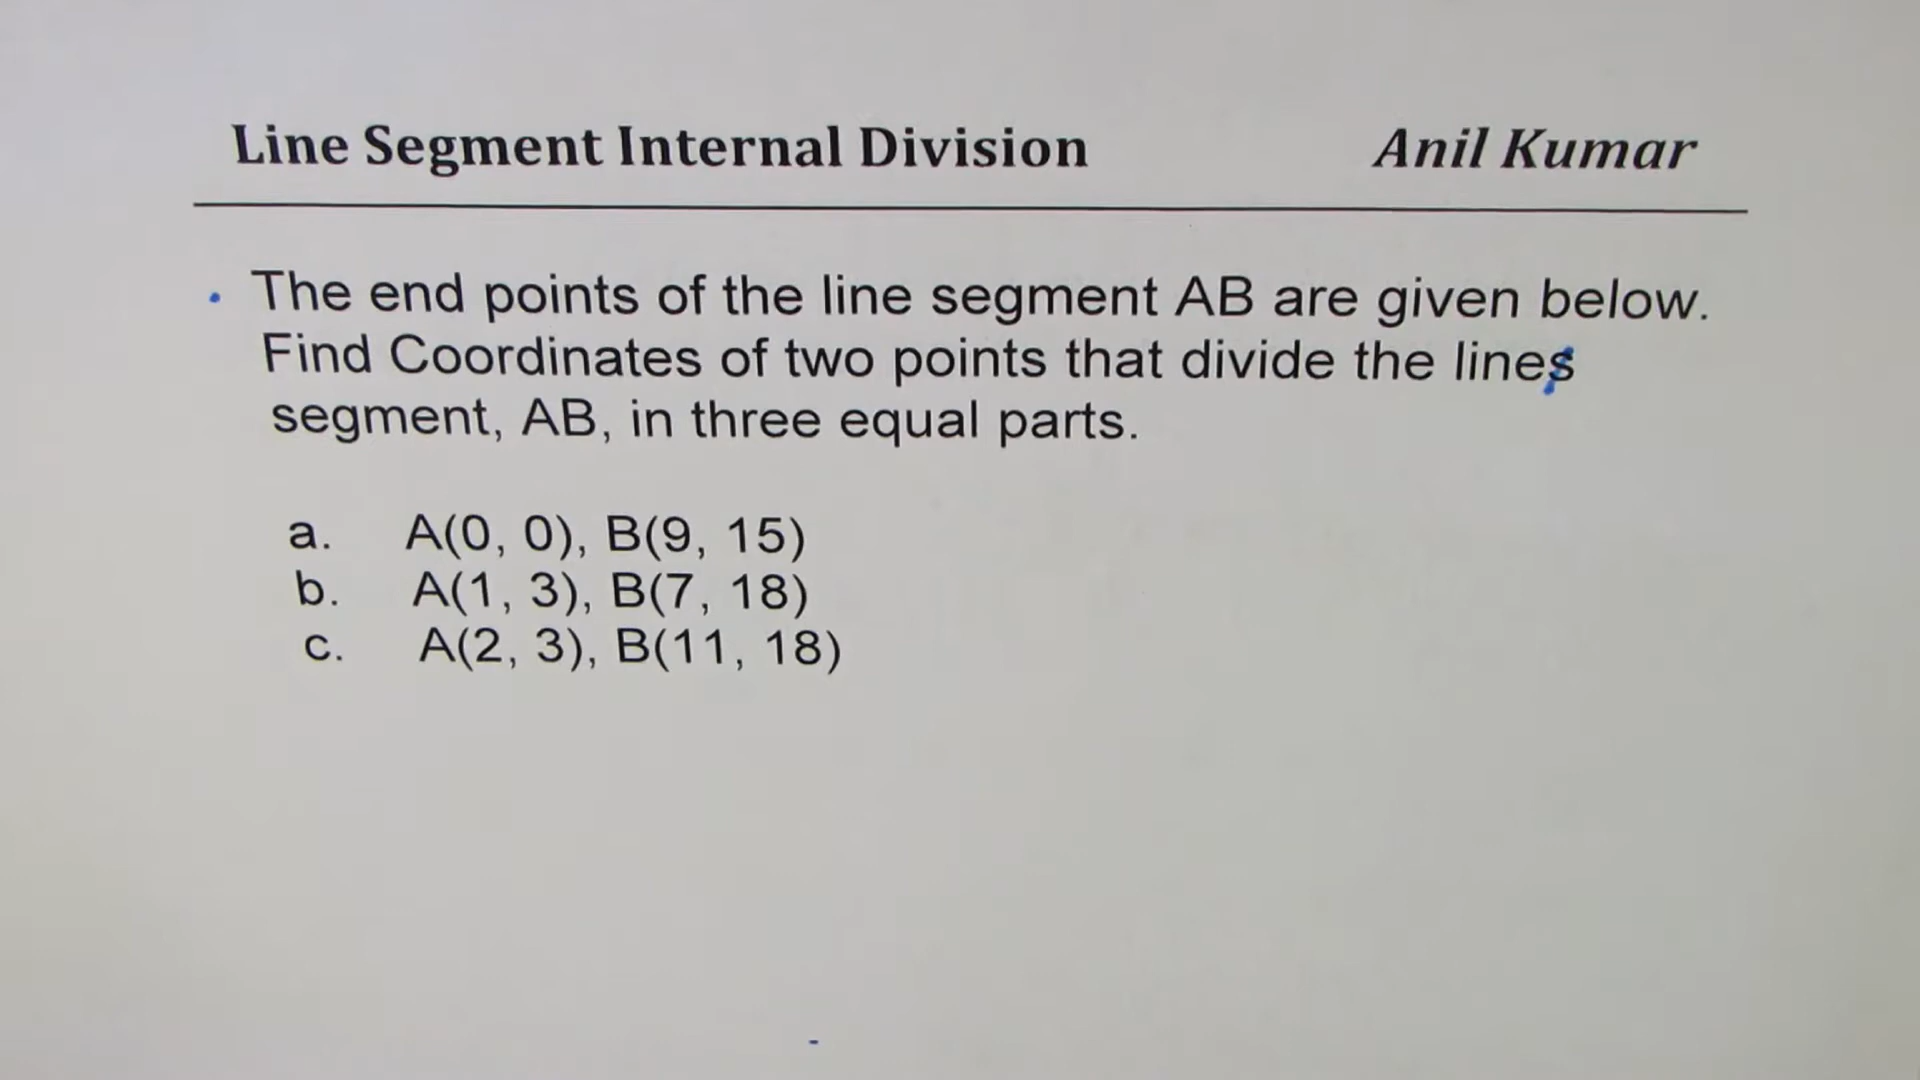 Line Segment Internal Division Anil Kumar
The end points of the line segment AB are given below.
Find Coordinates of two points that divide the lines
segment, AB, in three equal parts.
a. A(0, 0), B(9, 15)
b. A(1, 3), B(7, 18)
c. A(2, 3), B(11, 18)